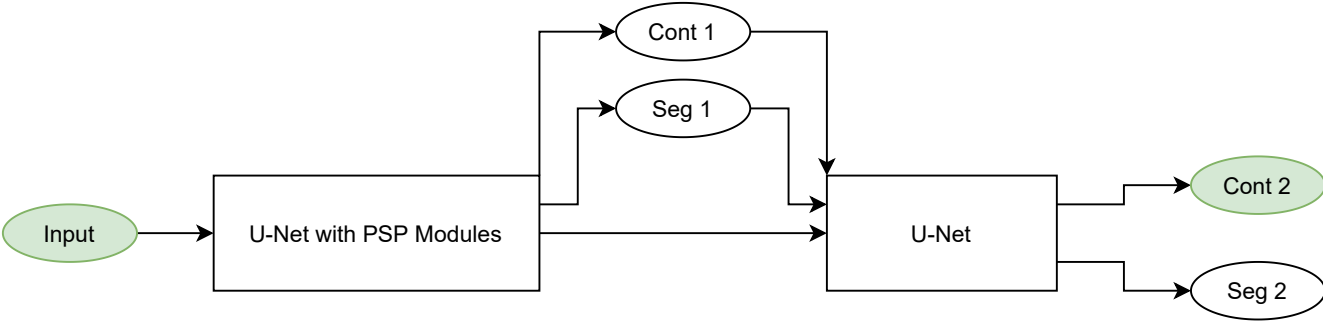 Cont 1
Seg 1
Input
U-Net with PSP Modules
U-Net
Cont 2
Seg 2